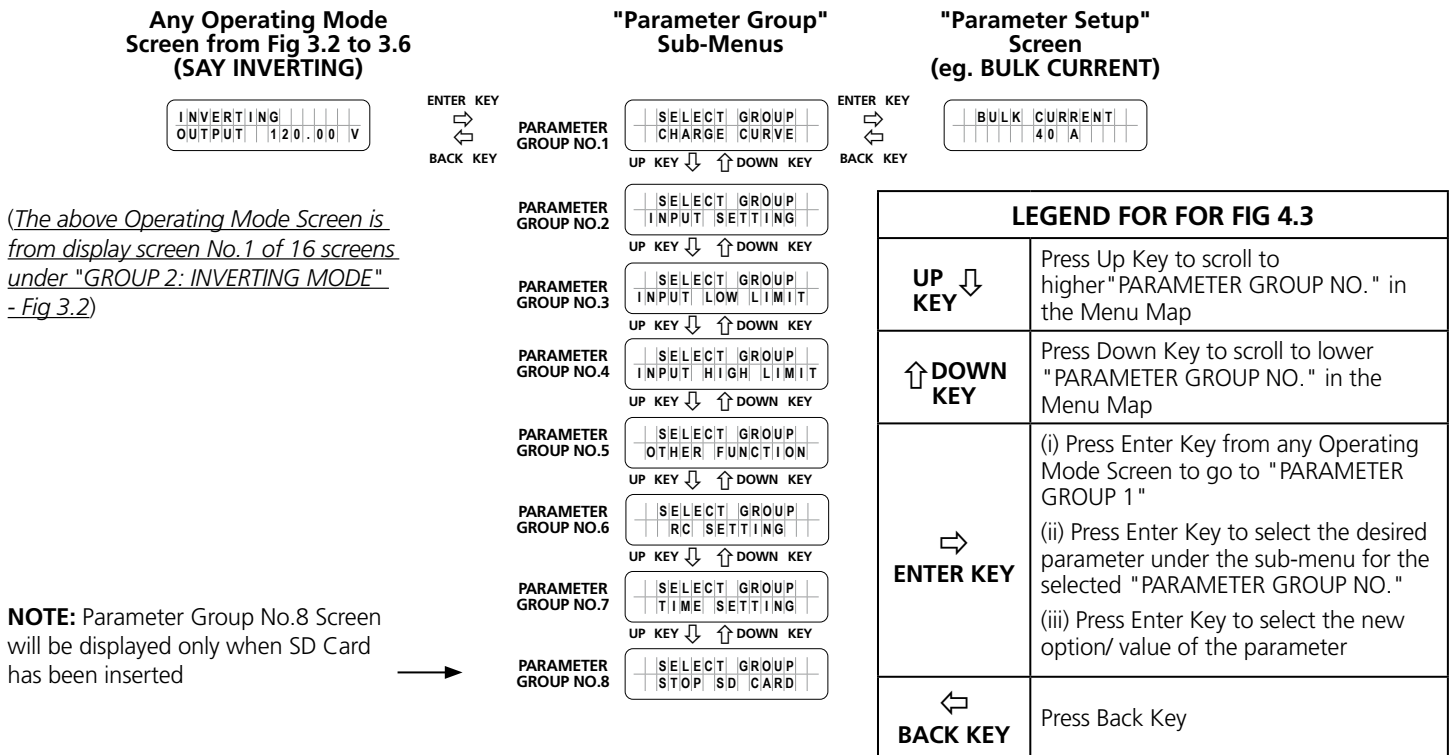 Any Operating Mode
Screen from Fig 3.2 to 3.6
(SAY INVERTING)
"Parameter Group"
Sub-Menus
"Parameter Setup"
Screen
(eg. BULK CURRENT)
INVERTING
OUTPUT 120.00 V
ENTER KEY
BACK KEY
PARAMETER
GROUP NO.1
SELECT GROUP
CHARGE CURVE
ENTER KEY
BACK KEY
BULK CURRENT
40 A
UP KEY DOWN KEY
(The above Operating Mode Screen is
from display screen No.1 of 16 screens
under "GROUP 2: INVERTING MODE"
- Fig 3.2)
PARAMETER
GROUP NO.2
SELECT GROUP
INPUT SETTING
UP KEY DOWN KEY
PARAMETER
GROUP NO.3
SELECT GROUP
INPUT LOW LIMIT
UP KEY DOWN KEY
PARAMETER
GROUP NO.4
SELECT GROUP
INPUT HIGH LIMIT
UP KEY DOWN KEY
PARAMETER
GROUP NO.5
SELECT GROUP
OTHER FUNCTION
UP KEY DOWN KEY
PARAMETER
GROUP NO.6
SELECT GROUP
RC SETTING
UP KEY DOWN KEY
PARAMETER
GROUP NO.7
SELECT GROUP
TIME SETTING
UP KEY DOWN KEY
NOTE: Parameter Group No.8 Screen
will be displayed only when SD Card
has been inserted
PARAMETER
GROUP NO.8
SELECT GROUP
STOP SD CARD
LEGEND FOR FOR FIG 4.3
UP
KEY
Press Up Key to scroll to
higher"PARAMETER GROUP NO." in
the Menu Map
DOWN
KEY
Press Down Key to scroll to lower
"PARAMETER GROUP NO." in the
Menu Map
ENTER KEY
(i) Press Enter Key from any Operating
Mode Screen to go to "PARAMETER
GROUP 1"
(ii) Press Enter Key to select the desired
parameter under the sub-menu for the
selected "PARAMETER GROUP NO."
(iii) Press Enter Key to select the new
option/ value of the parameter
BACK KEY
Press Back Key